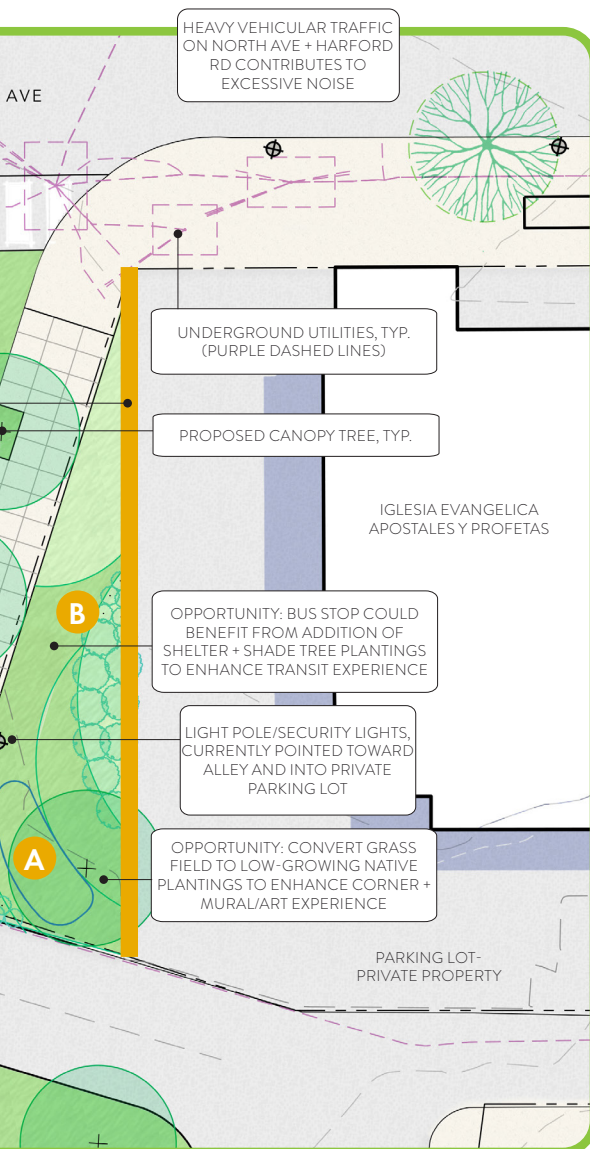 HEAVY VEHICULAR TRAFFIC
ON NORTH AVE + HARFORD
RD CONTRIBUTES TO
EXCESSIVE NOISE
AVE
UNDERGROUND UTILITIES, TYP.
(PURPLE DASHED LINES)
PROPOSED CANOPY TREE, TYP.
IGLESIA EVANGELICA
APOSTALES Y PROFETAS
B
OPPORTUNITY: BUS STOP COULD
BENEFIT FROM ADDITION OF
SHELTER + SHADE TREE PLANTINGS
TO ENHANCE TRANSIT EXPERIENCE
LIGHT POLE/SECURITY LIGHTS,
CURRENTLY POINTED TOWARD
ALLEY AND INTO PRIVATE
PARKING LOT
A
OPPORTUNITY: CONVERT GRASS
FIELD TO LOW-GROWING NATIVE
PLANTINGS TO ENHANCE CORNER +
MURAL/ART EXPERIENCE
PARKING LOT-
PRIVATE PROPERTY